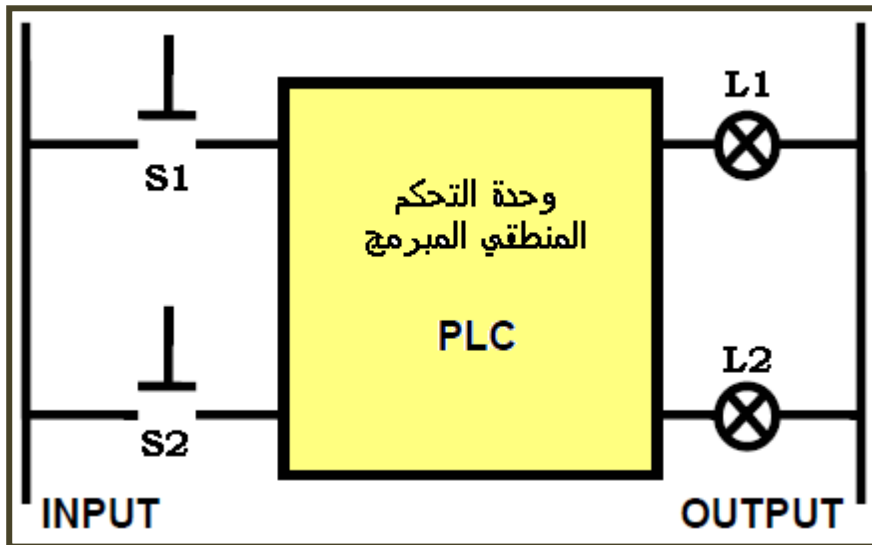 L1
S1
وحدة التحكم
المنطقي المبرمج
PLC
L2
S2
INPUT
OUTPUT